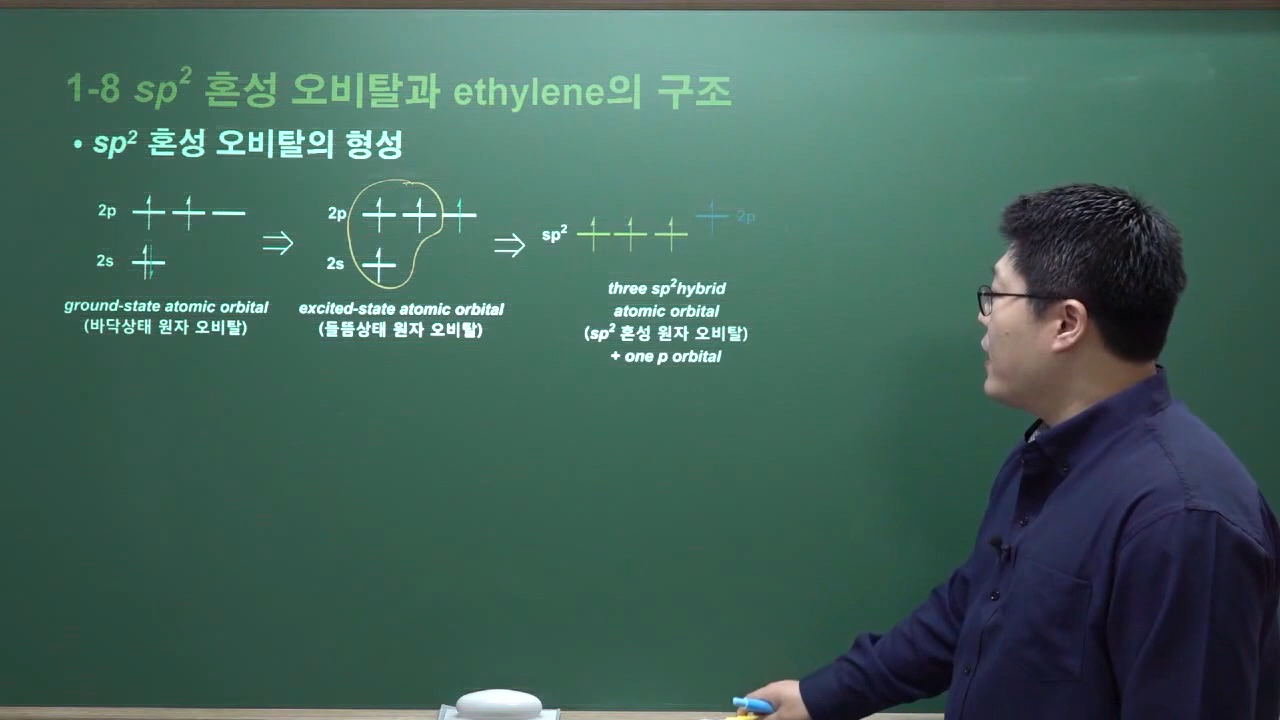 1-8 sp² 혼성 오비탈과 ethylene의 구조
• sp² 혼성 오비탈의 형성
2p
2s
ground-state atomic orbital
(바닥상태 원자 오비탈)
2p
2s
excited-state atomic orbital
(들뜸상태 원자 오비탈)
sp²
2p
three sp²hybrid
atomic orbital
(sp² 혼성 원자 오비탈)
+ one p orbital